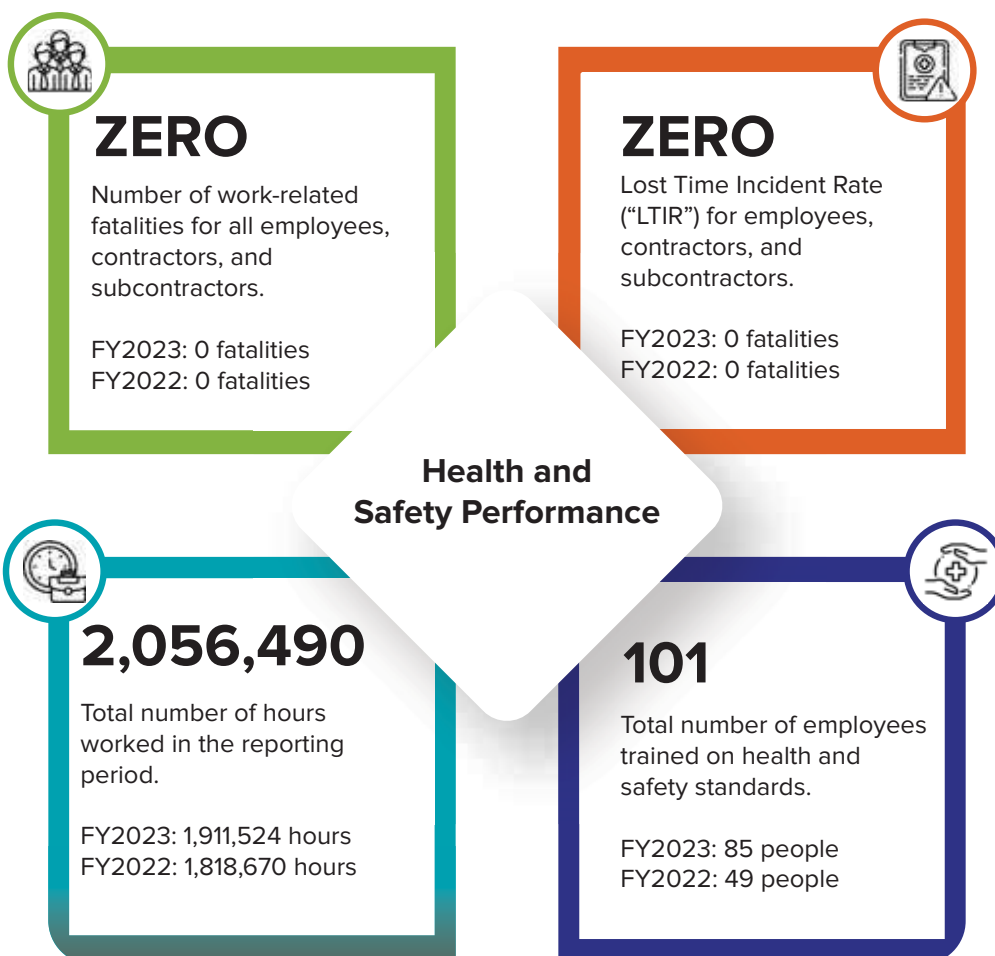 ZERO
Number of work-related
fatalities for all employees,
contractors, and
subcontractors.
FY2023: 0 fatalities
FY2022: 0 fatalities
ZERO
Lost Time Incident Rate
(“LTIR”) for employees,
contractors, and
subcontractors.
FY2023: 0 fatalities
FY2022: 0 fatalities
Health and
Safety Performance
2,056,490
Total number of hours
worked in the reporting
period.
FY2023: 1,911,524 hours
FY2022: 1,818,670 hours
101
Total number of employees
trained on health and
safety standards.
FY2023: 85 people
FY2022: 49 people